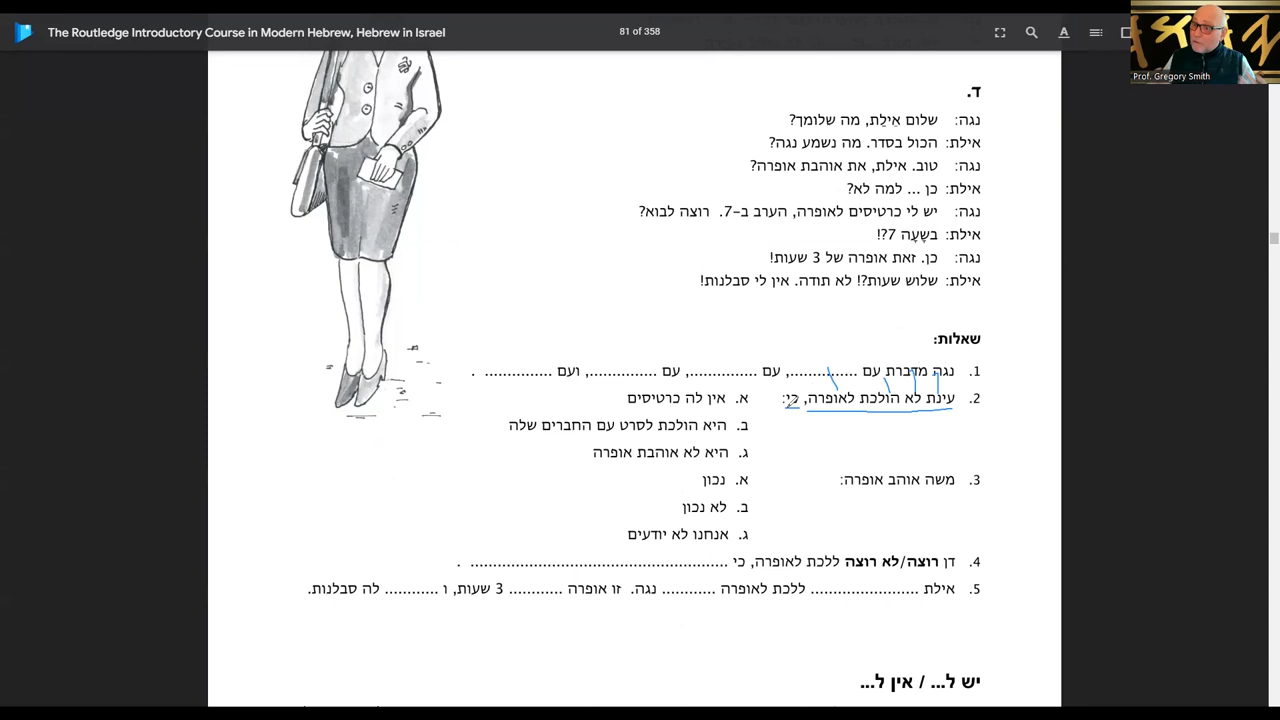 The Routledge Introductory Course in Modern Hebrew, Hebrew in Israel
81 of 358
Prof. Gregory Smith
ד.
נגה: שלום אַיֶלֶת, מה שלומך?
אילת: הכול בסדר. מה נשמע נגה?
נגה: טוב. אילת, את אוהבת אופרה?
אילת: כן ... למה לא?
נגה: יש לי כרטיסים לאופרה, הערב ב-7. רוצה לבוא?
אילת: בשָעָה 7?!
נגה: כן. זאת אופרה של 3 שעות!
אילת: שלוש שעות?! לא תודה. אין לי סבלנות!
שאלות:
1. נגה מדברת עם ..............., עם ..............., עם ..............., ועם ............... .
2. עינת לא הולכת לאופרה, כי: א. אין לה כרטיסים
ב. היא הולכת לסרט עם החברים שלה
ג. היא לא אוהבת אופרה
3. משה אוהב אופרה: א. נכון
ב. לא נכון
ג. אנחנו לא יודעים
4. דן רוצה/לא רוצה ללכת לאופרה, כי ............................................................ .
5. אילת ......................... ללכת לאופרה ............ נגה. זו אופרה ............ 3 שעות, ו ............ לה סבלנות.
יש ל... / אין ל...